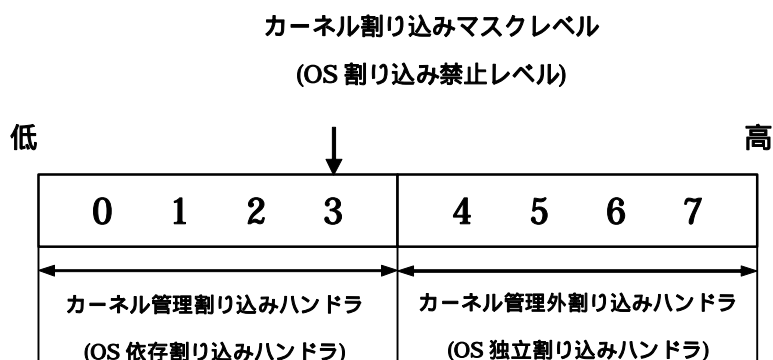 カーネル割り込みマスクレベル
(OS 割り込み禁止レベル)
低 高
0 1 2 3 4 5 6 7
カーネル管理割り込みハンドラ カーネル管理外割り込みハンドラ
(OS 依存割り込みハンドラ) (OS 独立割り込みハンドラ)